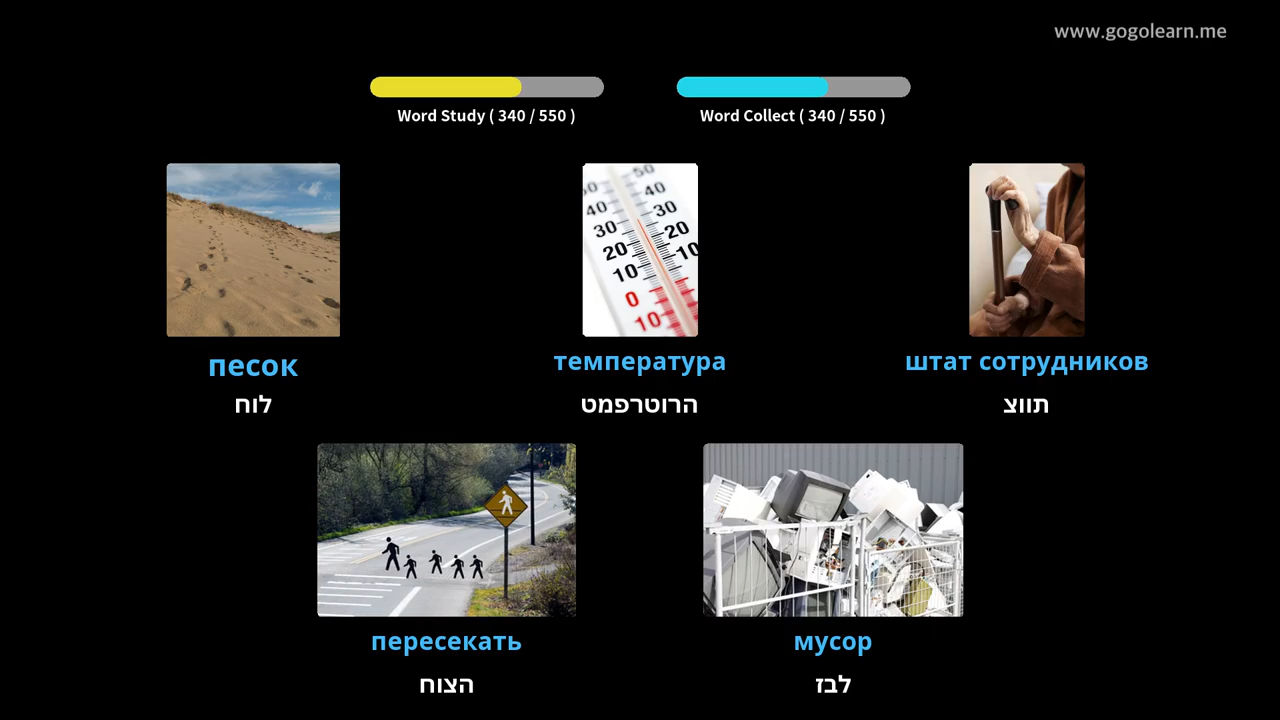 www.gogolearn.me
Word Study ( 340 / 550 )
Word Collect ( 340 / 550 )
песок
לוח
температура
הרוטרפמט
штат сотрудников
תווצ
пересекать
הצוח
мусор
לבז